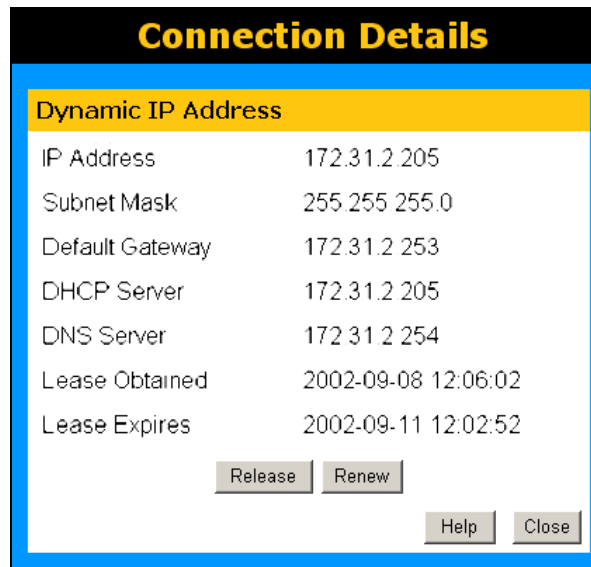 Connection Details
Dynamic IP Address
IP Address 172.31.2.205
Subnet Mask 255.255.255.0
Default Gateway 172.31.2.253
DHCP Server 172.31.2.205
DNS Server 172.31.2.254
Lease Obtained 2002-09-08 12:06:02
Lease Expires 2002-09-11 12:02:52
Release Renew
Help Close